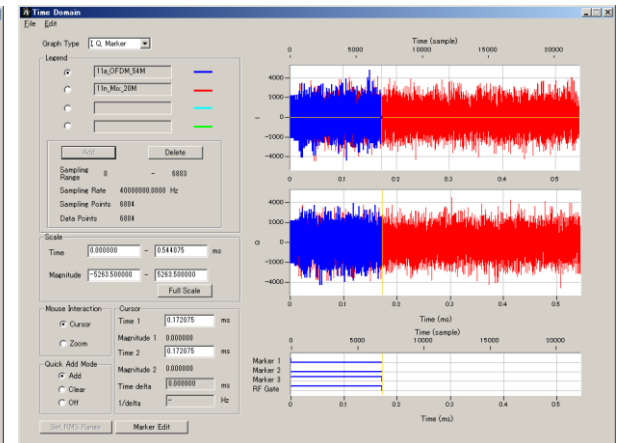 Time Domain
File Edit
Graph Type I Q, Marker
Legend
11a_OFDM_54M
11n_Mix_20M
Add Delete
Sampling Range 0 - 6883
Sampling Rate 40000000.0000 Hz
Sampling Points 6884
Data Points 6884
Scale
Time 0.000000 - 0.544075 ms
Magnitude -5263.500000 - 5263.500000
Full Scale
Mouse Interaction
Cursor
Zoom
Quick Add Mode
Add
Clear
Off
Cursor
Time 1 0.172075 ms
Magnitude 1 0.000000
Time 2 0.172075 ms
Magnitude 2 0.000000
Time delta 0.000000 ms
1/delta - Hz
Set RMS Range Marker Edit
Time (sample)
0 5000 10000 15000 20000
4000
2000
I 0
-2000
-4000
0 0.1 0.2 0.3 0.4 0.5
4000
2000
Q 0
-2000
-4000
0 0.1 0.2 0.3 0.4 0.5
Time (ms)
Time (sample)
0 5000 10000 15000 20000
Marker 1
Marker 2
Marker 3
RF Gate
0 0.1 0.2 0.3 0.4 0.5
Time (ms)